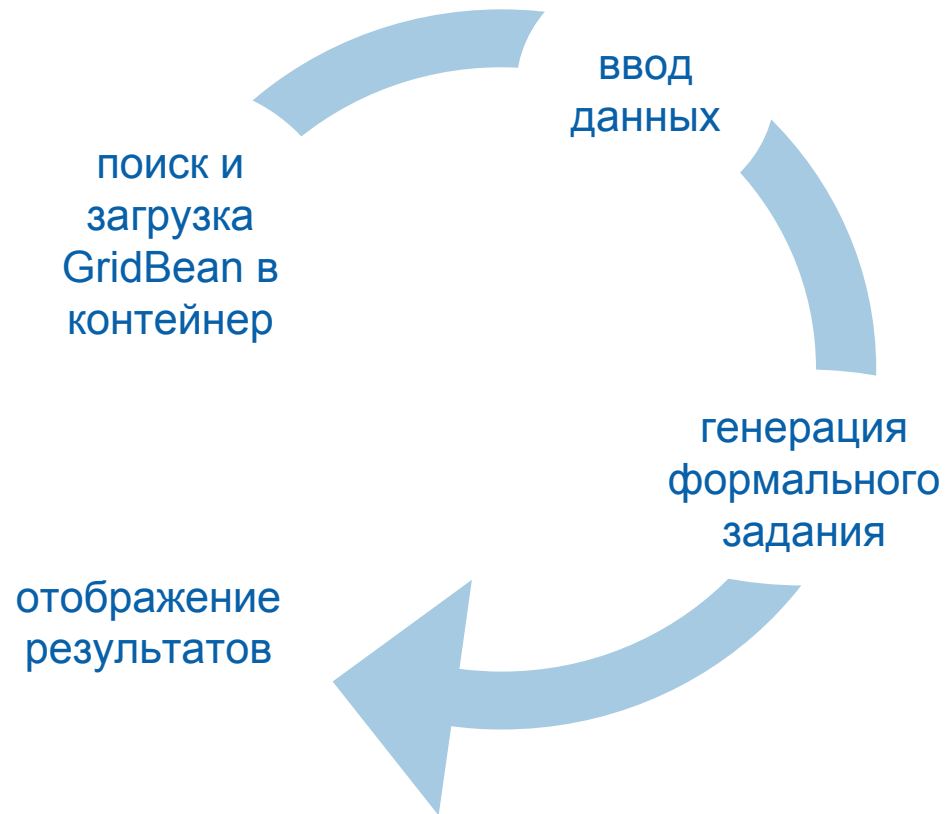 поиск и
загрузка
GridBean в
контейнер
ввод
данных
генерация
формального
задания
отображение
результатов